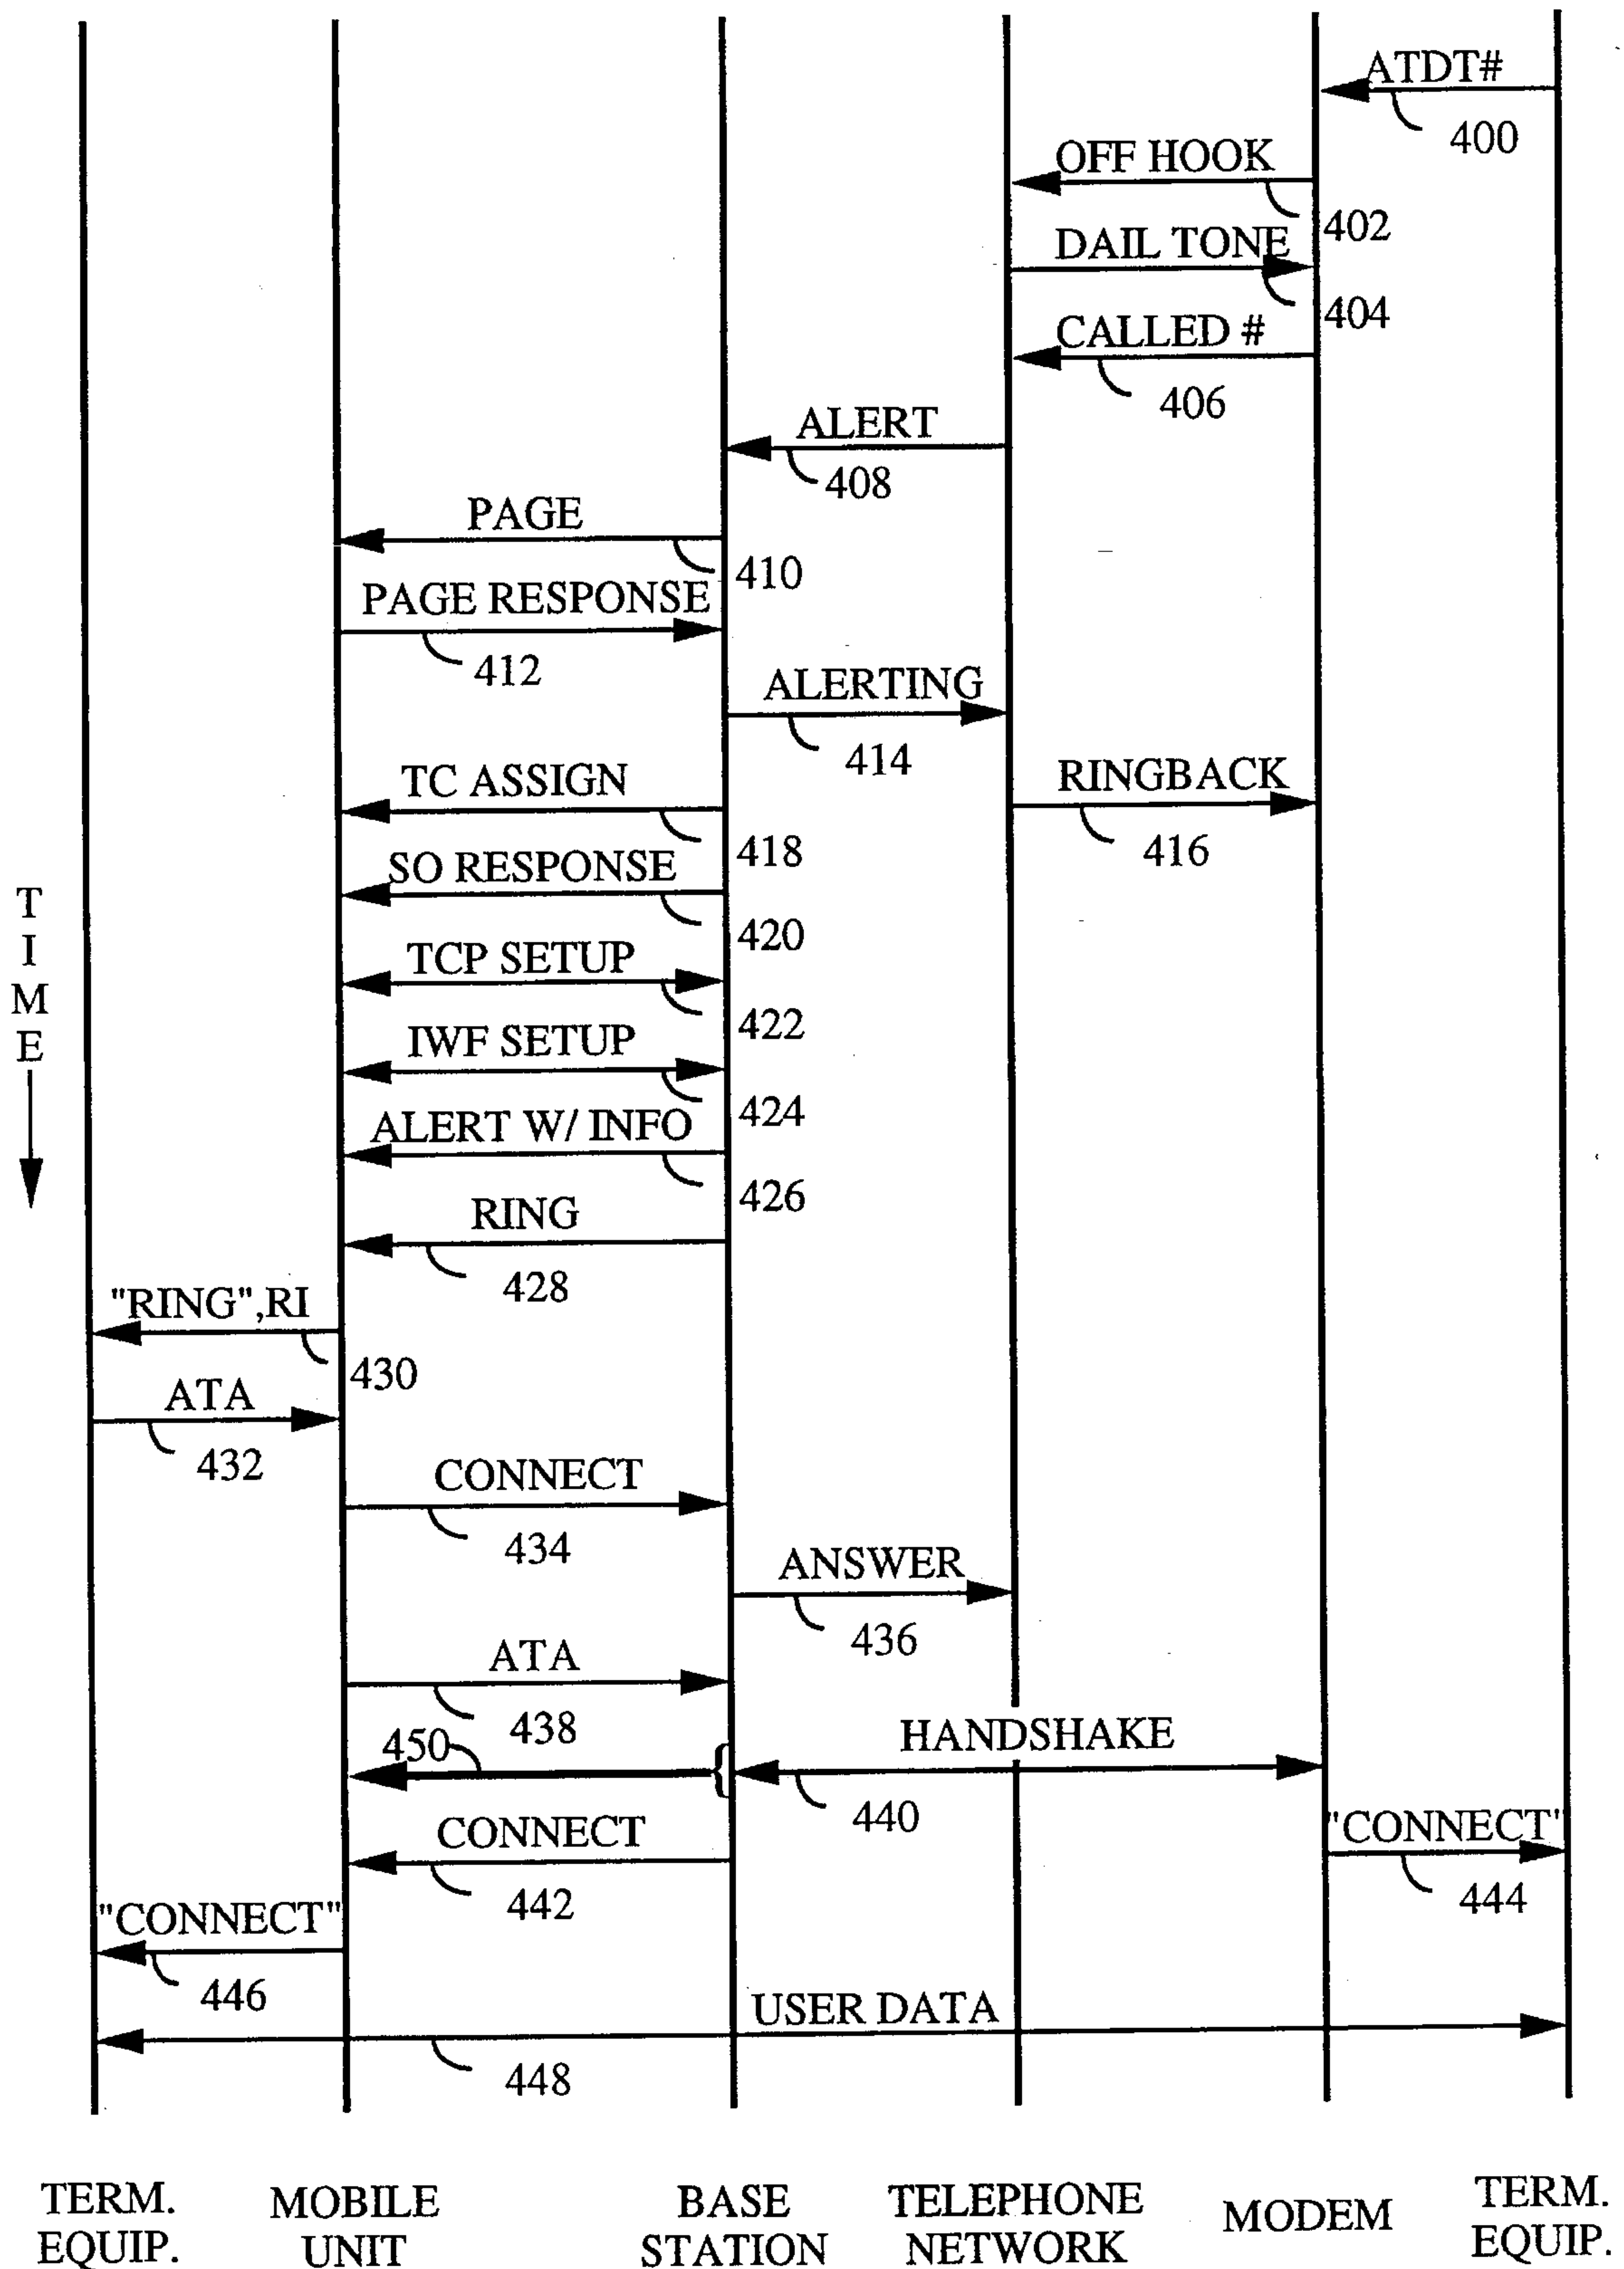 ATDT#
400
OFF HOOK
402
DAIL TONE
404
CALLED #
406
ALERT
408
PAGE
410
PAGE RESPONSE
412
ALERTING
414
TC ASSIGN
418
RINGBACK
416
SO RESPONSE
420
TCP SETUP
422
IWF SETUP
424
ALERT W/ INFO
426
RING
428
"RING",RI
430
ATA
432
CONNECT
434
ANSWER
436
ATA
438
450
HANDSHAKE
440
CONNECT
442
"CONNECT"
444
"CONNECT"
446
USER DATA
448
T
I
M
E
TERM.
EQUIP.
MOBILE
UNIT
BASE
STATION
TELEPHONE
NETWORK
MODEM
TERM.
EQUIP.